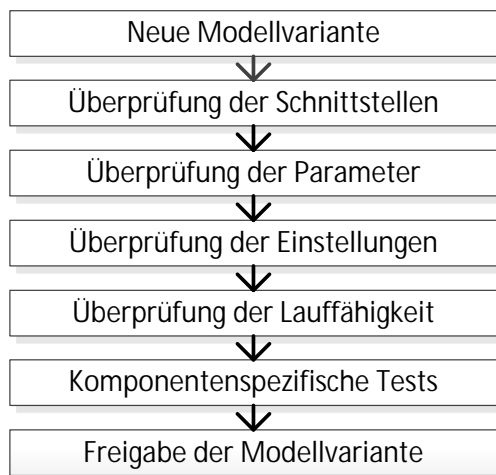 Neue Modellvariante
Überprüfung der Schnittstellen
Überprüfung der Parameter
Überprüfung der Einstellungen
Überprüfung der Lauffähigkeit
Komponentenspezifische Tests
Freigabe der Modellvariante